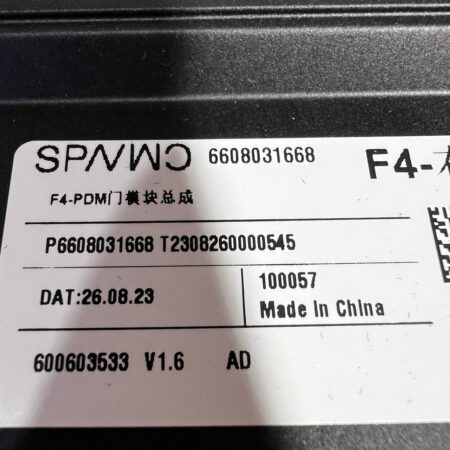 SPΛWO 6608031668 F4-
F4-PDM门模块总成
P6608031668 T2308260000545
DAT:26.08.23
100057
Made In China
600603533 V1.6 AD